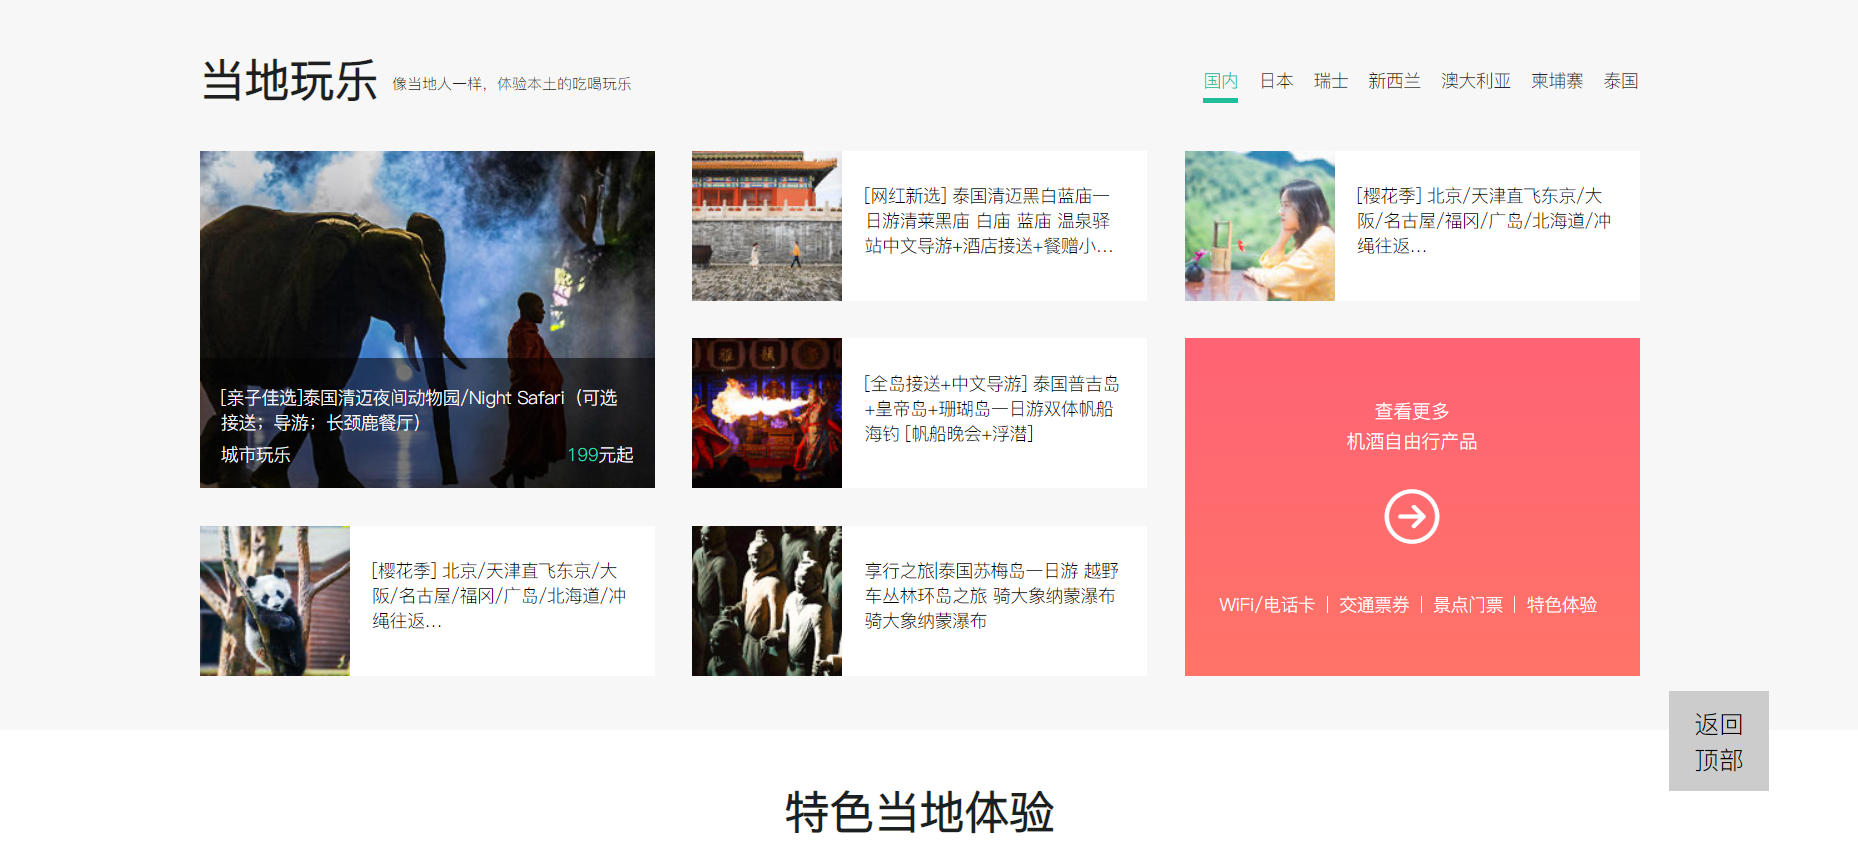 当地玩乐 像当地人一样，体验本土的吃喝玩乐
国内 日本 瑞士 新西兰 澳大利亚 柬埔寨 泰国
[亲子佳选]泰国清迈夜间动物园/Night Safari（可选
接送；导游；长颈鹿餐厅）
城市玩乐 199元起
[网红新选] 泰国清迈黑白蓝庙一
日游清莱黑庙 白庙 蓝庙 温泉驿
站中文导游+酒店接送+餐赠小...
[樱花季] 北京/天津直飞东京/大
阪/名古屋/福冈/广岛/北海道/冲
绳往返...
[全岛接送+中文导游] 泰国普吉岛
+皇帝岛+珊瑚岛一日游双体帆船
海钓 [帆船晚会+浮潜]
查看更多
机酒自由行产品
WiFi/电话卡｜交通票券｜景点门票｜特色体验
[樱花季] 北京/天津直飞东京/大
阪/名古屋/福冈/广岛/北海道/冲
绳往返...
享行之旅|泰国苏梅岛一日游 越野
车丛林环岛之旅 骑大象纳蒙瀑布
骑大象纳蒙瀑布
返回
顶部
特色当地体验